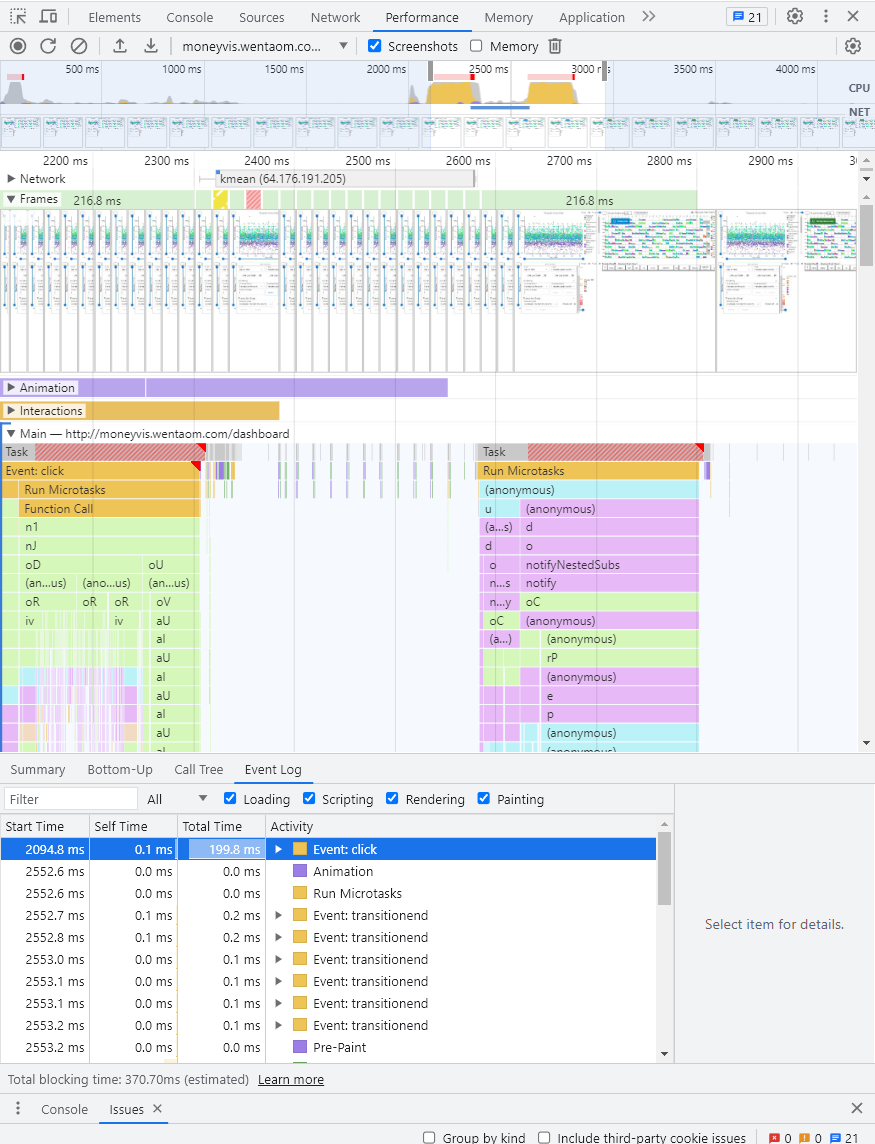 Elements Console Sources Network Performance Memory Application 21
moneyvis.wentaom.co... Screenshots Memory
500 ms 1000 ms 1500 ms 2000 ms 2500 ms 3000 ms 3500 ms 4000 ms
CPU
NET
2200 ms 2300 ms 2400 ms 2500 ms 2600 ms 2700 ms 2800 ms 2900 ms
Network kmean (64.176.191.205)
Frames 216.8 ms 216.8 ms
Animation
Interactions
Main — http://moneyvis.wentaom.com/dashboard
Task Task
Event: click Run Microtasks
Run Microtasks (anonymous)
Function Call u (anonymous)
n1 (a...s) d
nJ d o
oD oU o notifyNestedSubs
(an...us) (ano...us) (an...us) n...s notify
oR oR oR oV n...y oC
iv iv aU oC (anonymous)
aI (a...) (anonymous)
aU rP
aI (anonymous)
aU e
aI p
aU (anonymous)
aI (anonymous)
Summary Bottom-Up Call Tree Event Log
Filter All Loading Scripting Rendering Painting
Start Time Self Time Total Time Activity
2094.8 ms 0.1 ms 199.8 ms Event: click
2552.6 ms 0.0 ms 0.0 ms Animation
2552.6 ms 0.0 ms 0.0 ms Run Microtasks
2552.7 ms 0.1 ms 0.2 ms Event: transitionend
2552.8 ms 0.1 ms 0.2 ms Event: transitionend
2553.0 ms 0.0 ms 0.1 ms Event: transitionend
2553.1 ms 0.0 ms 0.1 ms Event: transitionend
2553.1 ms 0.0 ms 0.1 ms Event: transitionend
2553.2 ms 0.0 ms 0.1 ms Event: transitionend
2553.2 ms 0.0 ms 0.0 ms Pre-Paint
Select item for details.
Total blocking time: 370.70ms (estimated) Learn more
Console Issues
Group by kind Include third-party cookie issues 0 0 21